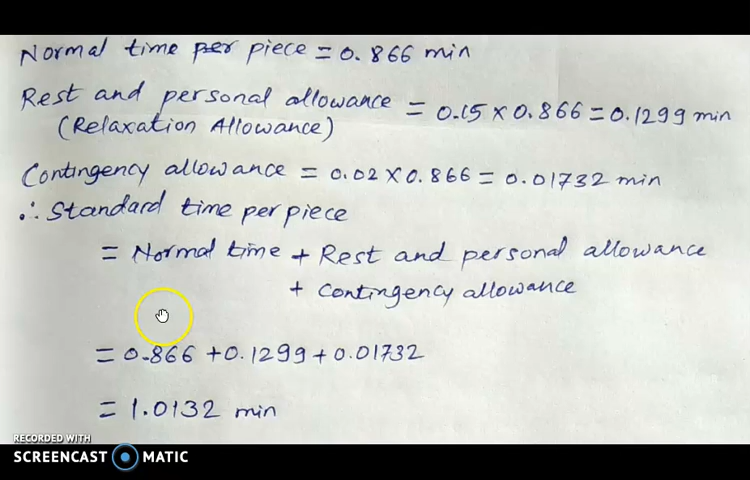 Normal time per piece = 0.866 min
Rest and personal allowance = 0.15 × 0.866 = 0.1299 min
(Relaxation Allowance)
Contingency allowance = 0.02 × 0.866 = 0.01732 min
∴ Standard time per piece
= Normal time + Rest and personal allowance
+ Contingency allowance
= 0.866 + 0.1299 + 0.01732
= 1.0132 min
RECORDED WITH
SCREENCAST MATIC